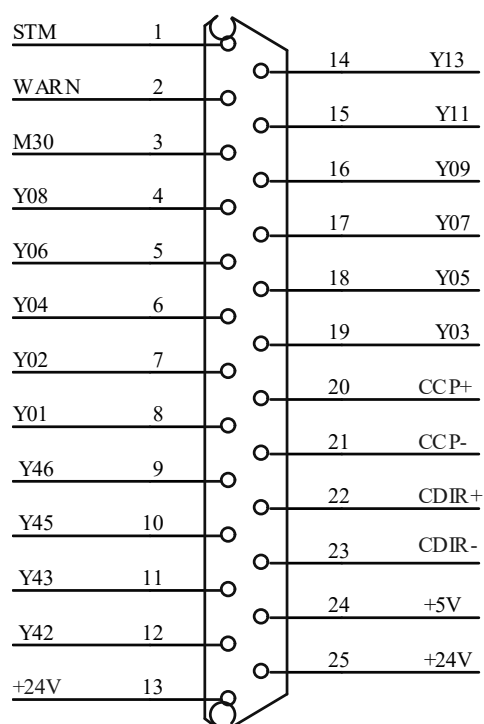 STM 1
14 Y13
WARN 2
15 Y11
M30 3
16 Y09
Y08 4
17 Y07
Y06 5
18 Y05
Y04 6
19 Y03
Y02 7
20 CCP+
Y01 8
21 CCP-
Y46 9
22 CDIR+
Y45 10
23 CDIR-
Y43 11
24 +5V
Y42 12
25 +24V
+24V 13